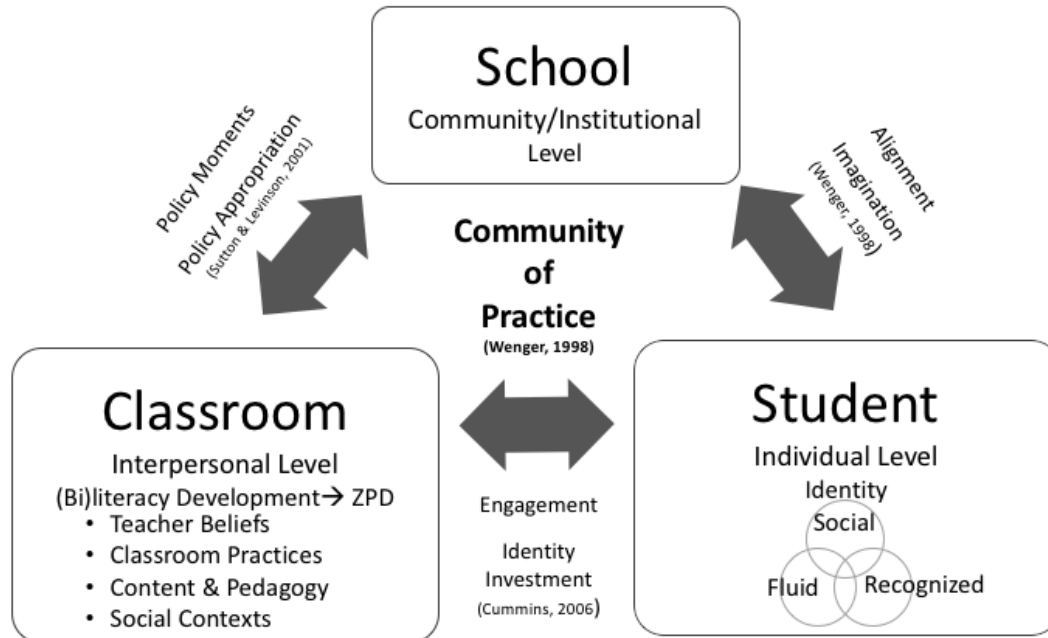 School
Community/Institutional
Level
Policy Moments
Policy Appropriation
(Sutton & Levinson, 2001)
Alignment
Imagination
(Wenger, 1998)
Community
of
Practice
(Wenger, 1998)
Classroom
Interpersonal Level
(Bi)literacy Development→ ZPD
• Teacher Beliefs
• Classroom Practices
• Content & Pedagogy
• Social Contexts
Engagement
Identity
Investment
(Cummins, 2006)
Student
Individual Level
Identity
Social
Fluid
Recognized